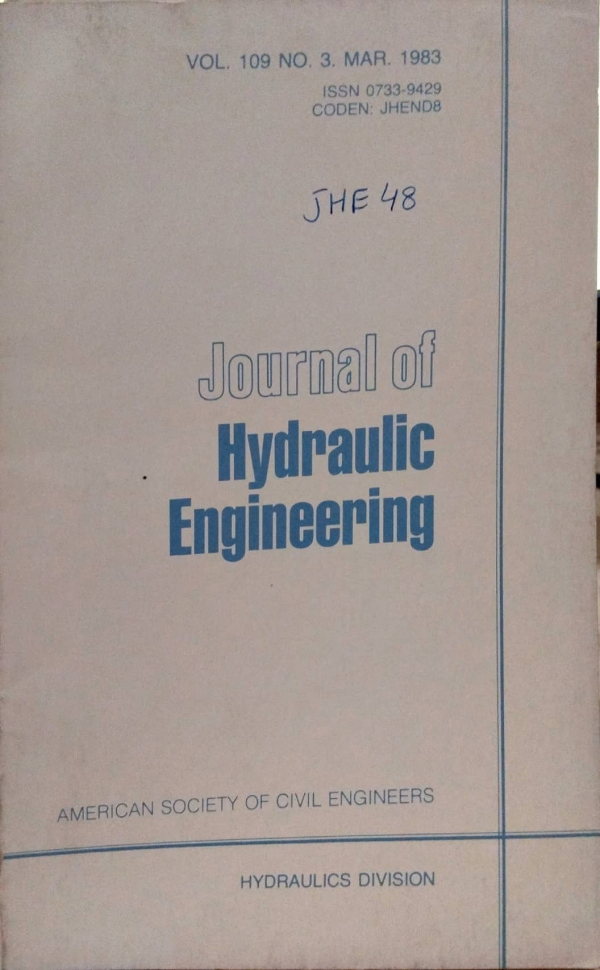 VOL. 109 NO. 3. MAR. 1983
ISSN 0733-9429
CODEN: JHEND8
JHE 48
Journal of
Hydraulic
Engineering
AMERICAN SOCIETY OF CIVIL ENGINEERS
HYDRAULICS DIVISION